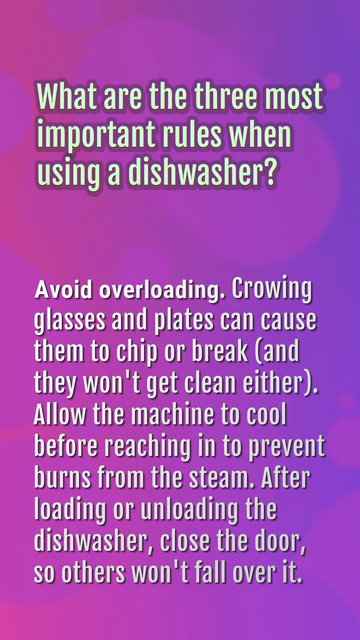 What are the three most
important rules when
using a dishwasher?
Avoid overloading. Crowing
glasses and plates can cause
them to chip or break (and
they won't get clean either).
Allow the machine to cool
before reaching in to prevent
burns from the steam. After
loading or unloading the
dishwasher, close the door,
so others won't fall over it.